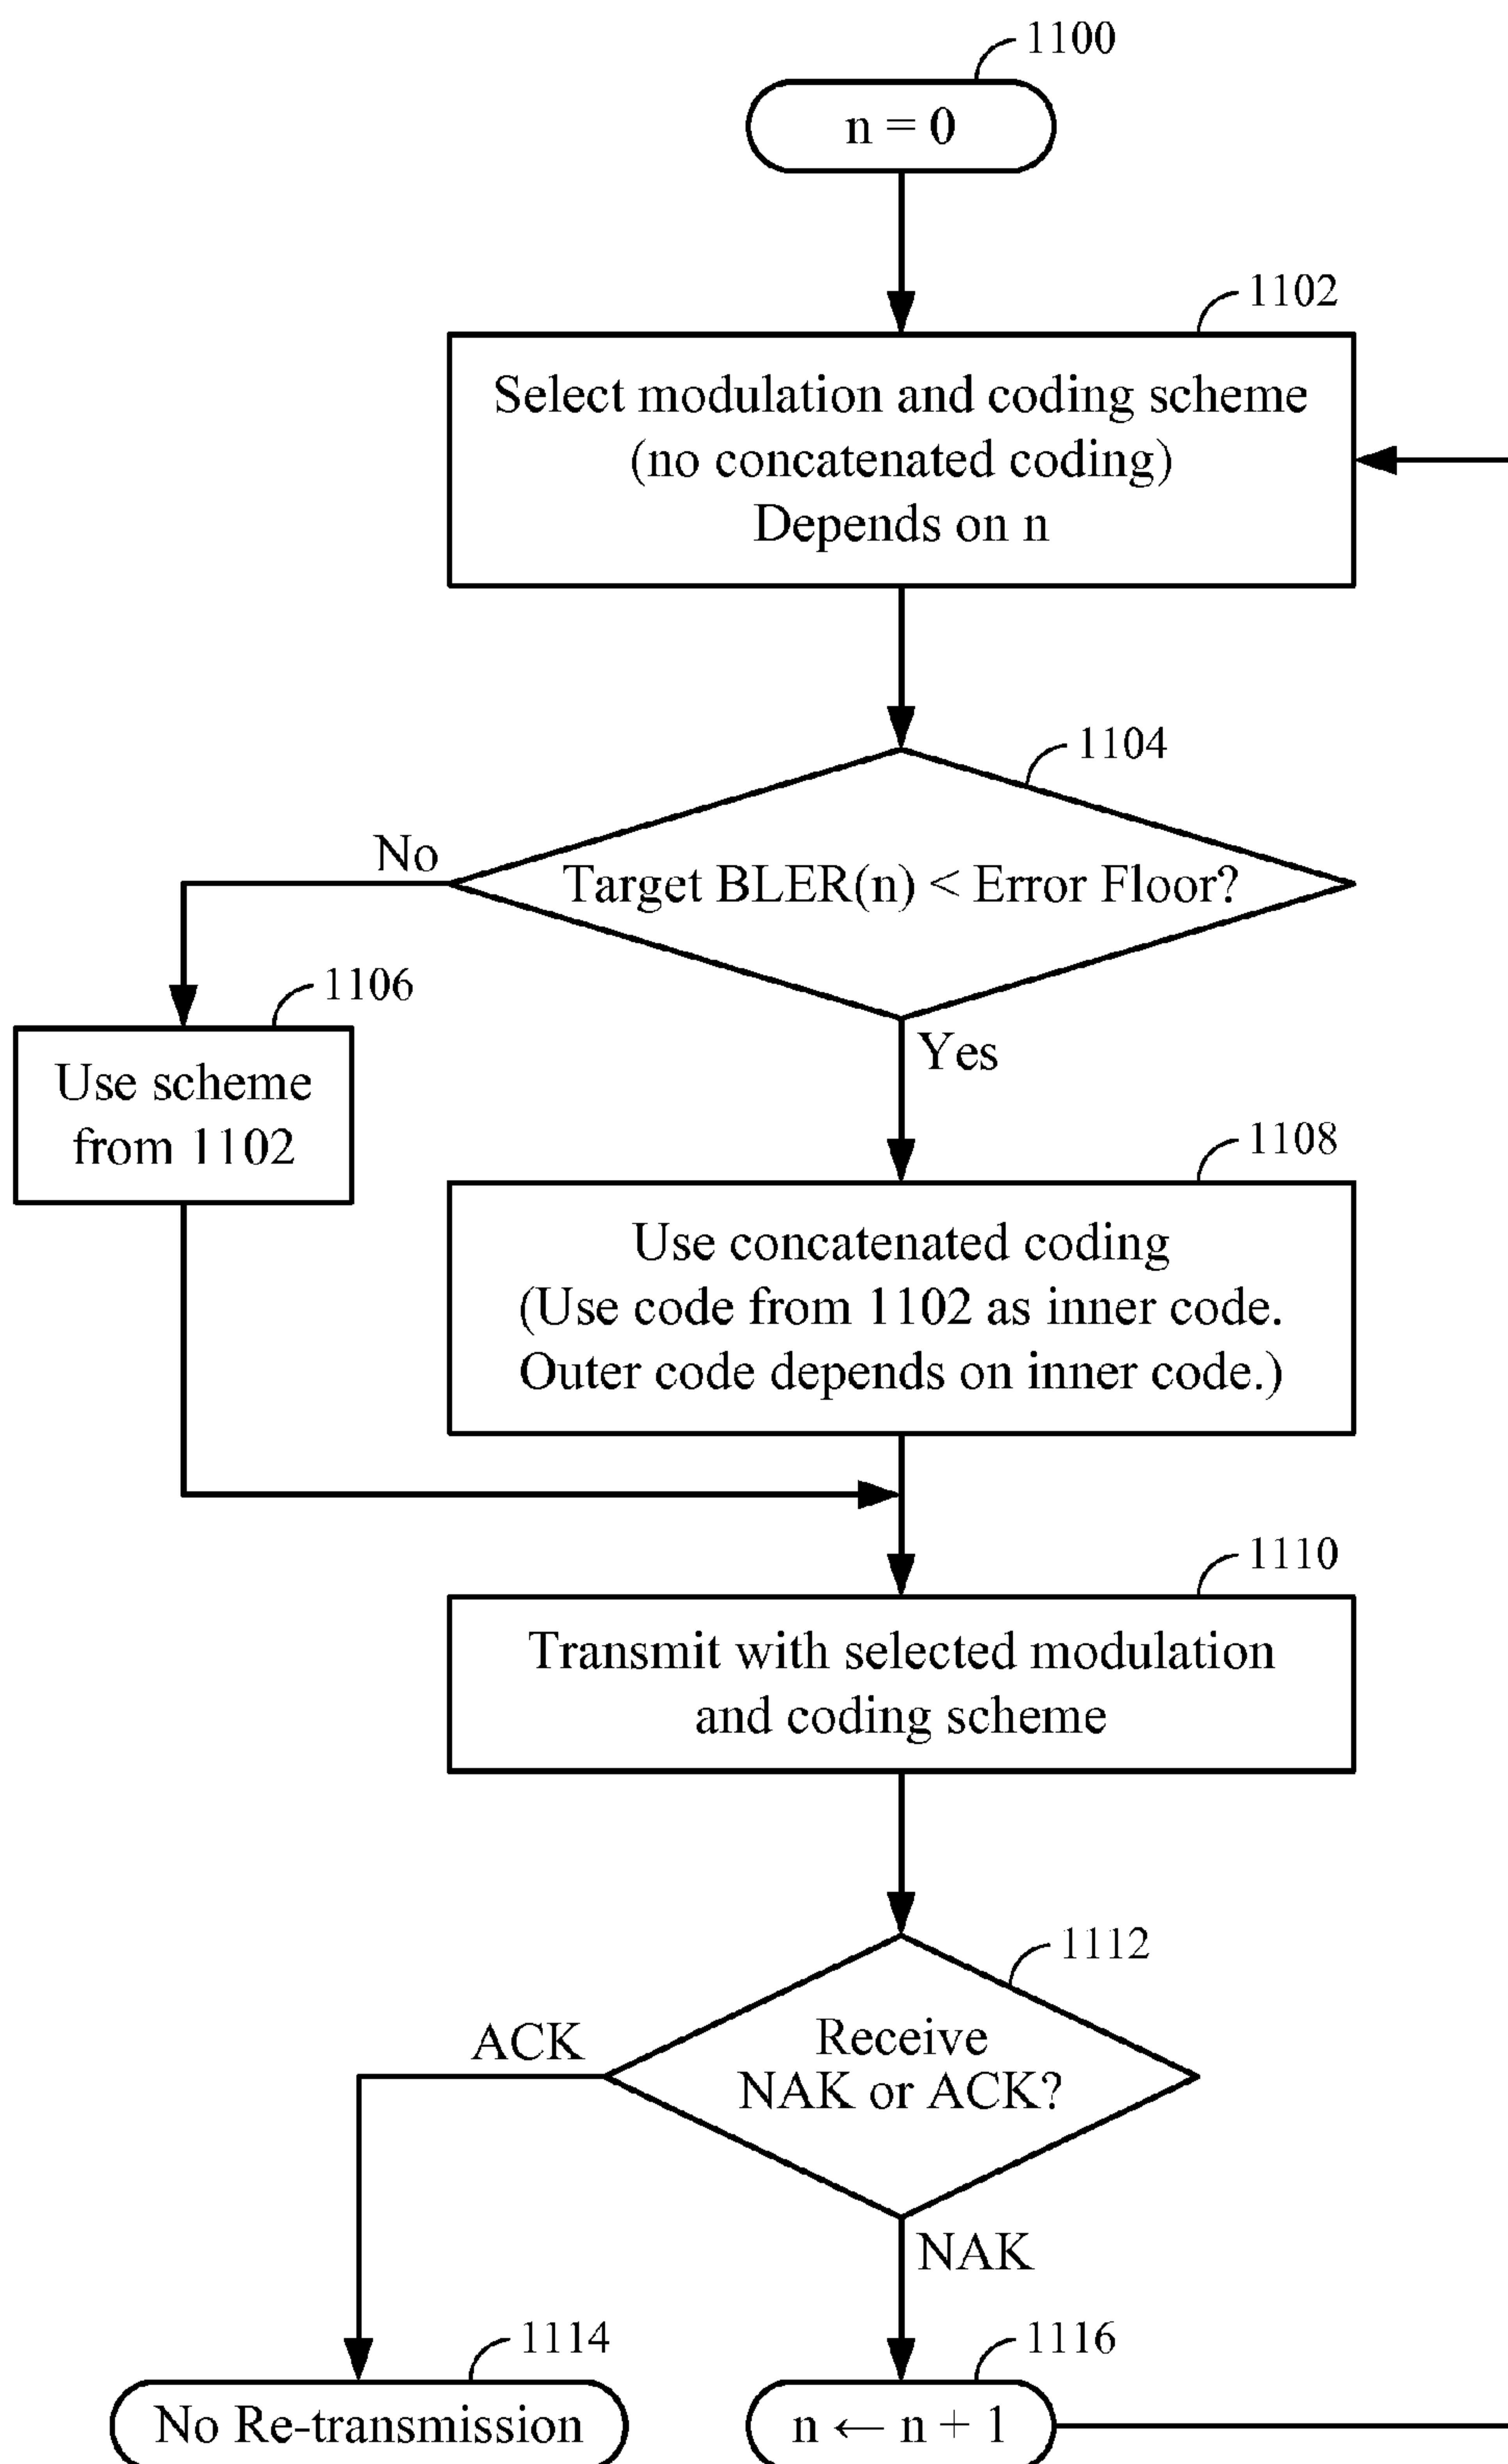 1100
n = 0
1102
Select modulation and coding scheme
(no concatenated coding)
Depends on n
1104
No
Target BLER(n) < Error Floor?
1106
Yes
Use scheme
from 1102
1108
Use concatenated coding
(Use code from 1102 as inner code.
Outer code depends on inner code.)
1110
Transmit with selected modulation
and coding scheme
1112
ACK
Receive
NAK or ACK?
NAK
1114
1116
No Re-transmission
n ← n + 1